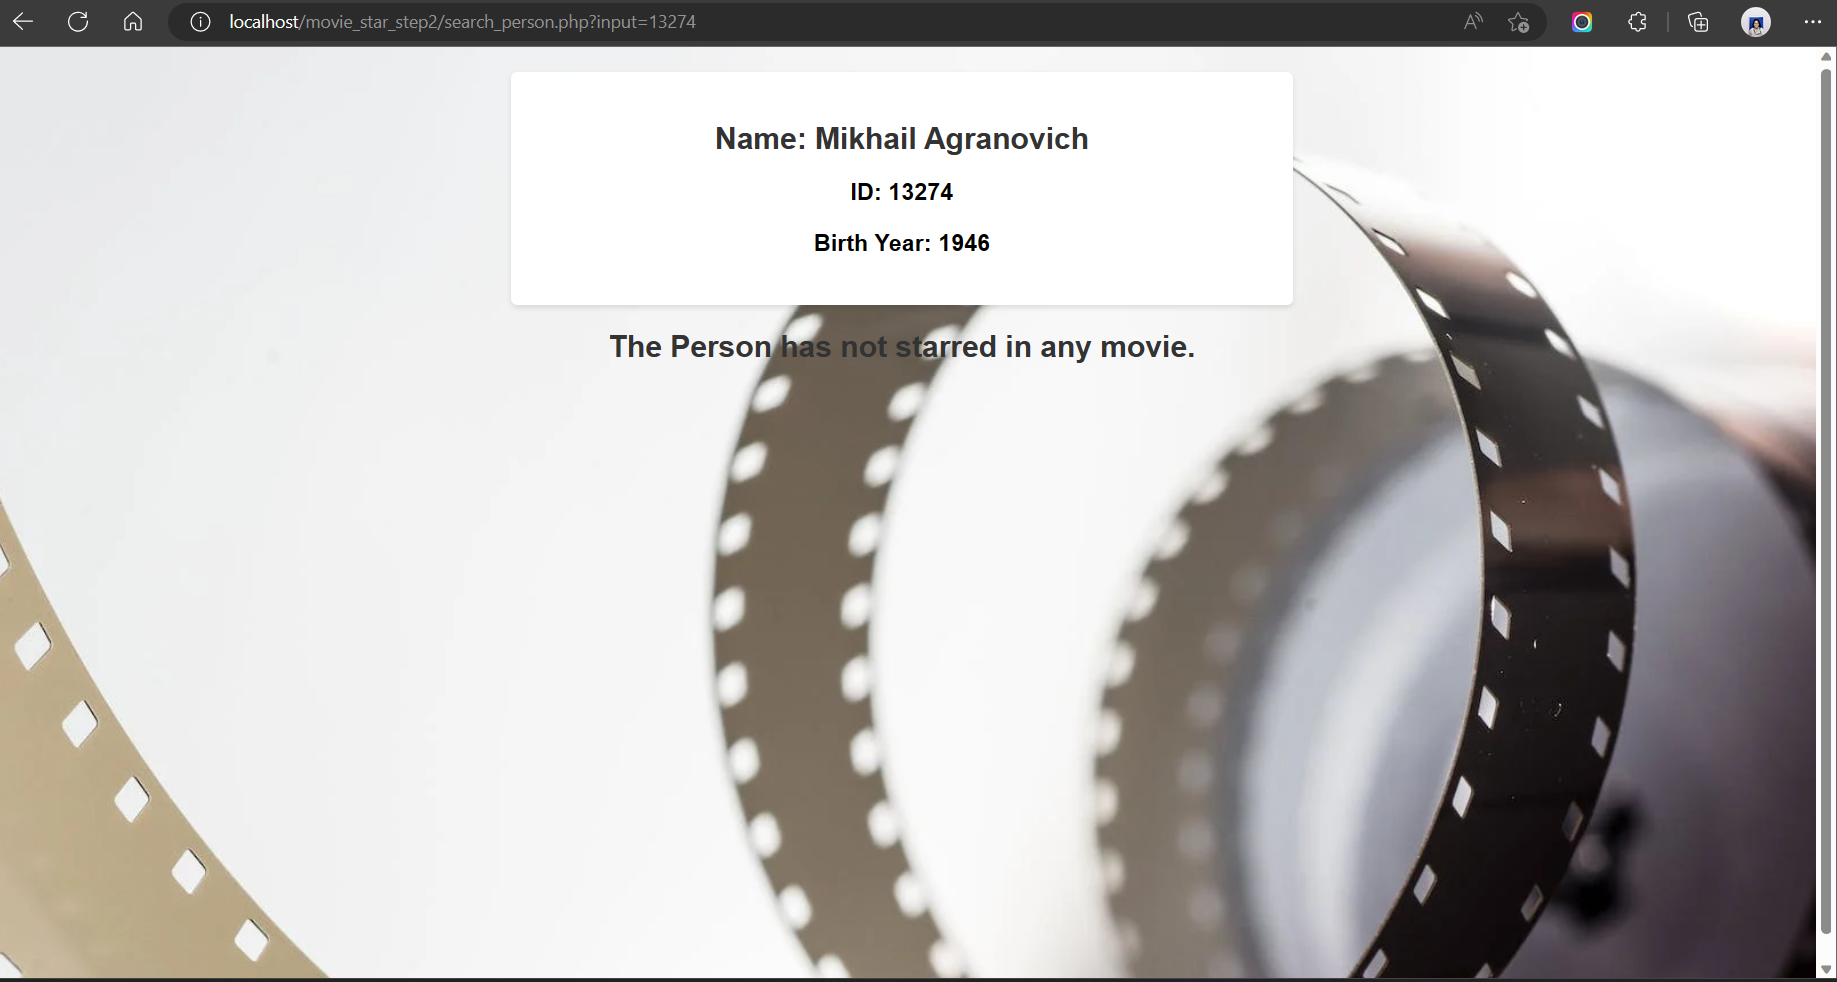 localhost/movie_star_step2/search_person.php?input=13274
Name: Mikhail Agranovich
ID: 13274
Birth Year: 1946
The Person has not starred in any movie.